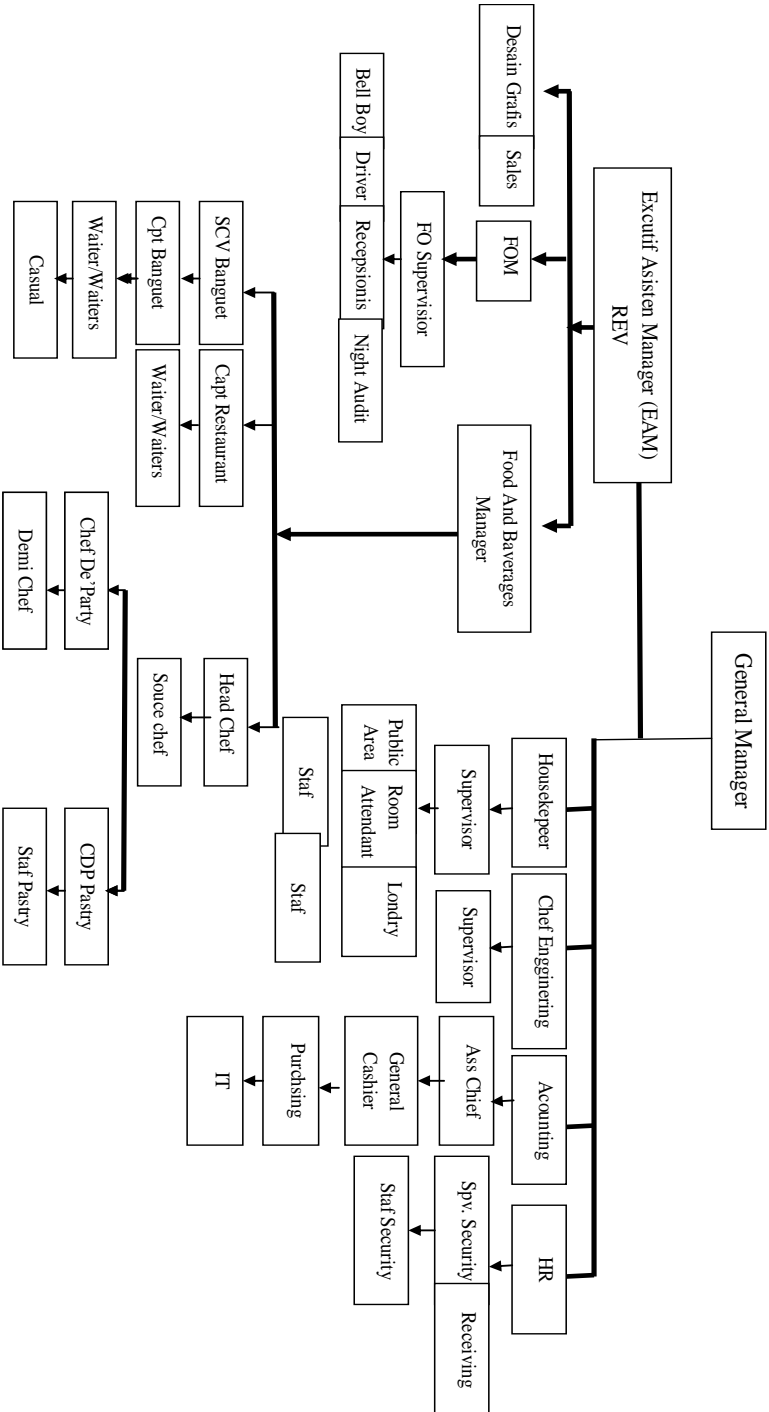 General Manager
Excutif Asisten Manager (EAM)
REV
Housekepeer
Chef Engginering
Acounting
HR
Desain Grafis
Sales
FOM
Food And Baverages
Manager
Supervisor
Supervisor
Ass Chief
Spv. Security
Receiving
FO Supervisior
Public
Area
Room
Attendant
Londry
General
Cashier
Staf Security
Bell Boy
Driver
Recepsionis
Night Audit
Staf
Staf
Purchsing
IT
SCV Banguet
Capt Restaurant
Head Chef
Cpt Banguet
Waiter/Waiters
Souce chef
Waiter/Waiters
Chef De’Party
CDP Pastry
Casual
Demi Chef
Staf Pastry